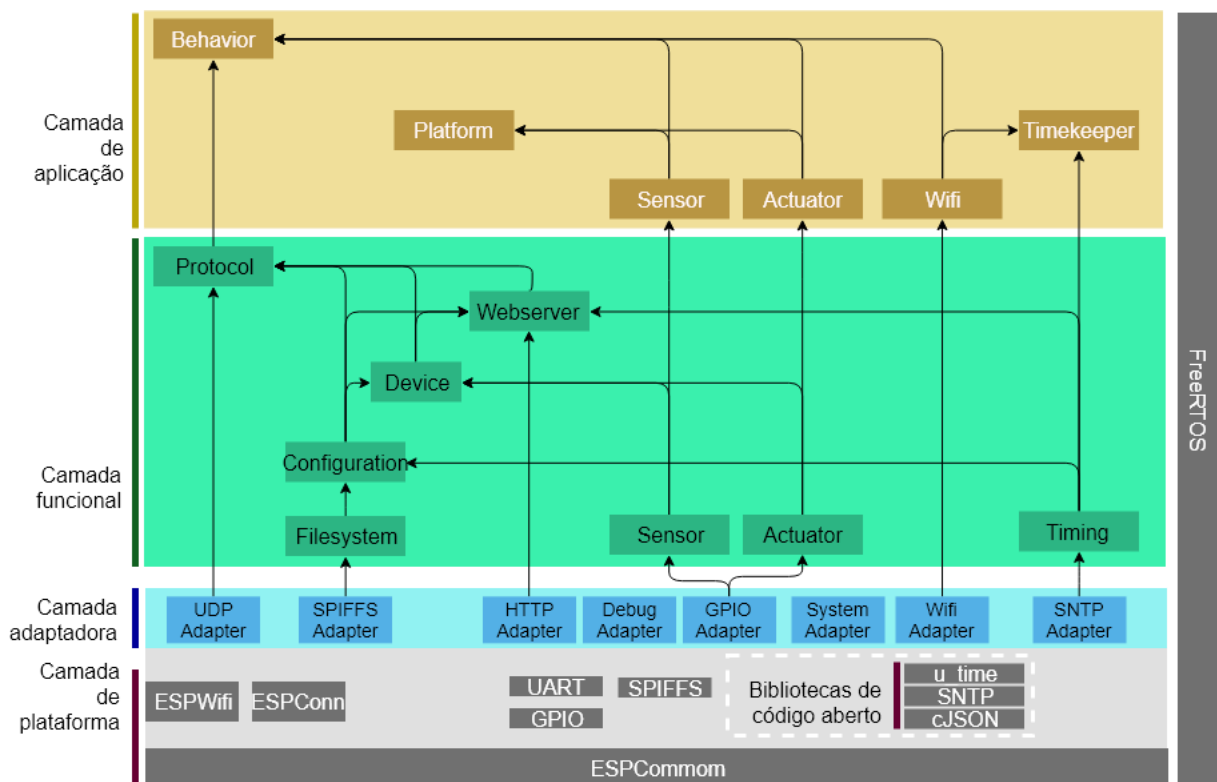 Camada
de
aplicação
Behavior
Platform
Timekeeper
Sensor
Actuator
Wifi
Camada
funcional
Protocol
Webserver
Device
Configuration
Filesystem
Sensor
Actuator
Timing
Camada
adaptadora
UDP
Adapter
SPIFFS
Adapter
HTTP
Adapter
Debug
Adapter
GPIO
Adapter
System
Adapter
Wifi
Adapter
SNTP
Adapter
Camada
de
plataforma
ESPWifi
ESPConn
UART
GPIO
SPIFFS
Bibliotecas de
código aberto
u_time
SNTP
cJSON
ESPCommom
FreeRTOS